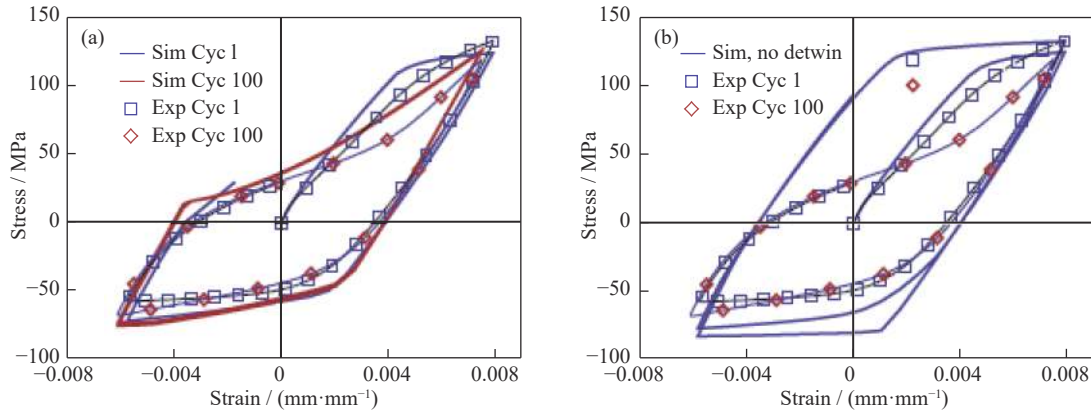 (a)
Sim Cyc l
Sim Cyc 100
Exp Cyc 1
Exp Cyc 100
150
100
50
0
−50
−100
Stress / MPa
−0.008
−0.004
0
0.004
0.008
Strain / (mm·mm⁻¹)
(b)
Sim, no detwin
Exp Cyc 1
Exp Cyc 100
150
100
50
0
−50
−100
Stress / MPa
−0.008
−0.004
0
0.004
0.008
Strain / (mm·mm⁻¹)